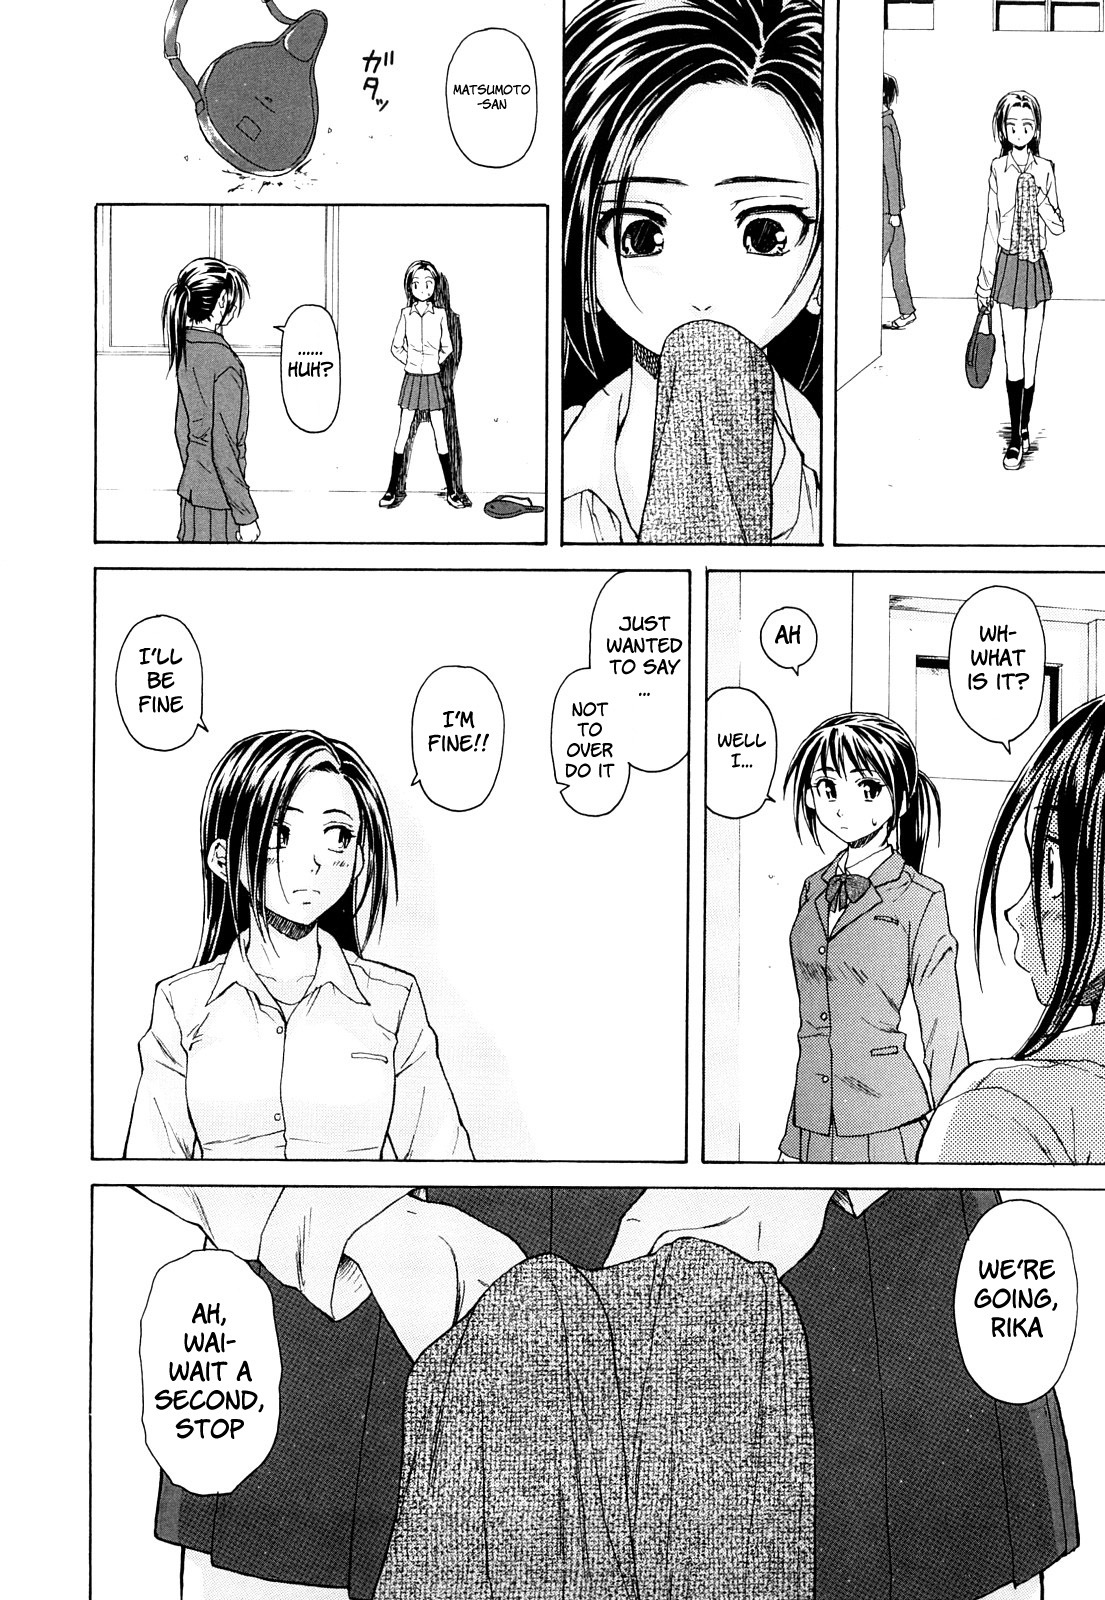 MATSUMOTO
-SAN
ガタッ
......
HUH?
WH-
WHAT
IS IT?
AH
WELL
I...
JUST
WANTED
TO SAY
...
NOT
TO
OVER
DO IT
I'M
FINE!!
I'LL
BE
FINE
WE'RE
GOING,
RIKA
AH,
WAI-
WAIT A
SECOND,
STOP